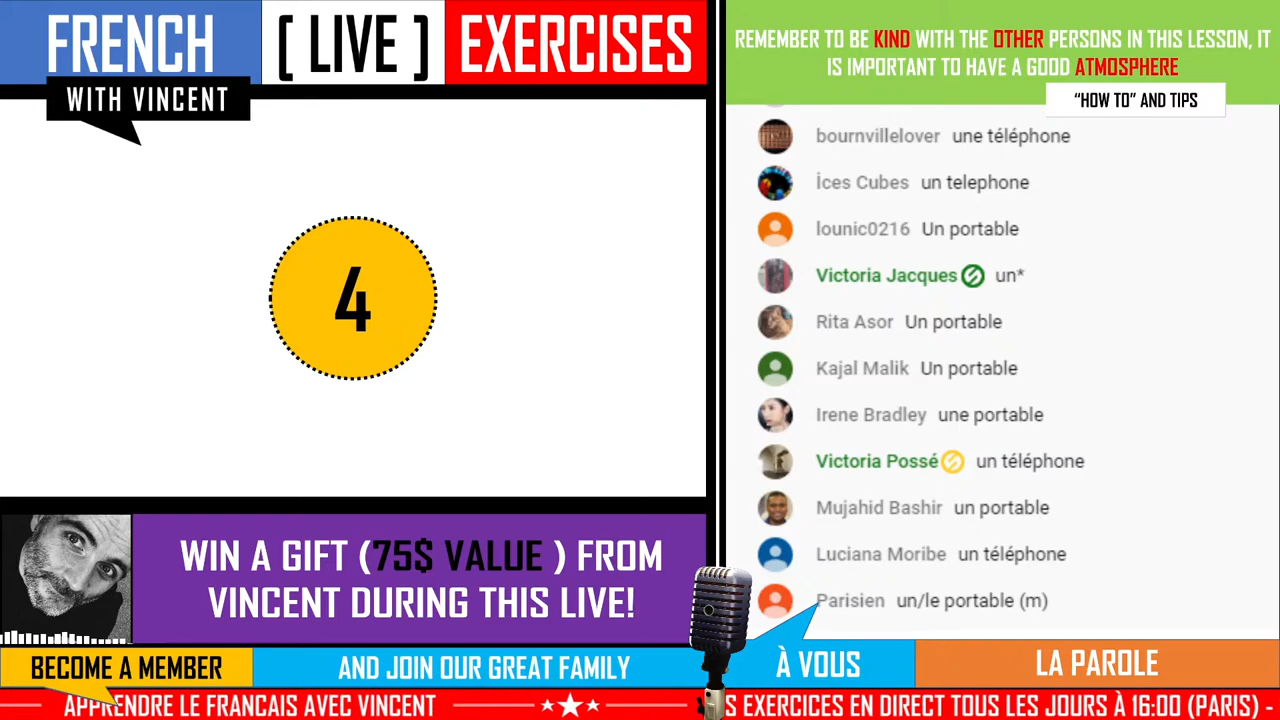 FRENCH [ LIVE ] EXERCISES
WITH VINCENT
4
WIN A GIFT (75$ VALUE ) FROM
VINCENT DURING THIS LIVE!
BECOME A MEMBER
AND JOIN OUR GREAT FAMILY
REMEMBER TO BE KIND WITH THE OTHER PERSONS IN THIS LESSON, IT
IS IMPORTANT TO HAVE A GOOD ATMOSPHERE
“HOW TO” AND TIPS
bournvillelover une téléphone
İces Cubes un telephone
lounic0216 Un portable
Victoria Jacques un*
Rita Asor Un portable
Kajal Malik Un portable
Irene Bradley une portable
Victoria Possé un téléphone
Mujahid Bashir un portable
Luciana Moribe un téléphone
Parisien un/le portable (m)
À VOUS
LA PAROLE
APPRENDRE LE FRANCAIS AVEC VINCENT
S EXERCICES EN DIRECT TOUS LES JOURS À 16:00 (PARIS) -